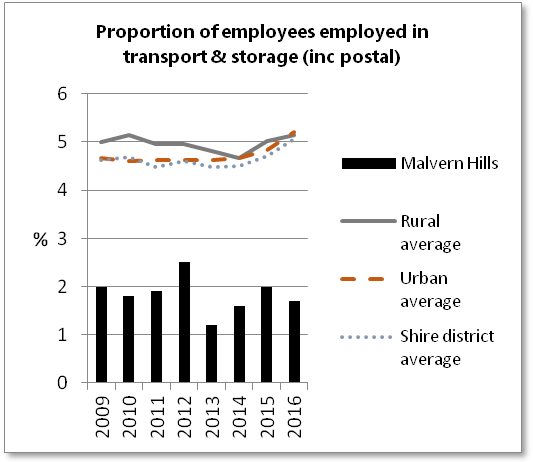 Proportion of employees employed in
transport & storage (inc postal)
6
5
4
3
2
1
0
%
2009
2010
2011
2012
2013
2014
2015
2016
Malvern Hills
Rural
average
Urban
average
Shire district
average